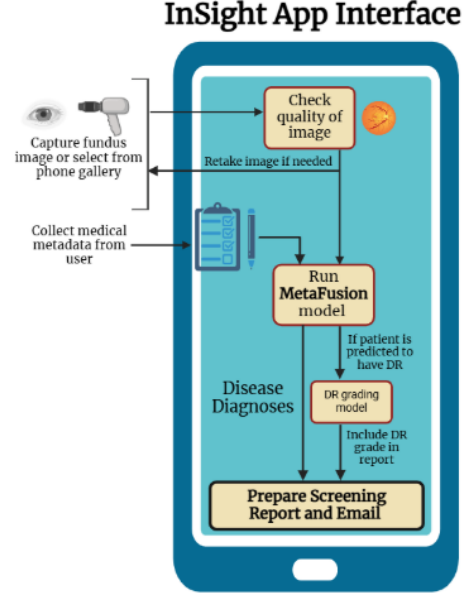 InSight App Interface
Check
quality of
image
Capture fundus
image or select from
phone gallery
Retake image if needed
Collect medical
metadata from
user
Run
MetaFusion
model
If patient is
predicted to
have DR
Disease
Diagnoses
DR grading
model
Include DR
grade in
report
Prepare Screening
Report and Email